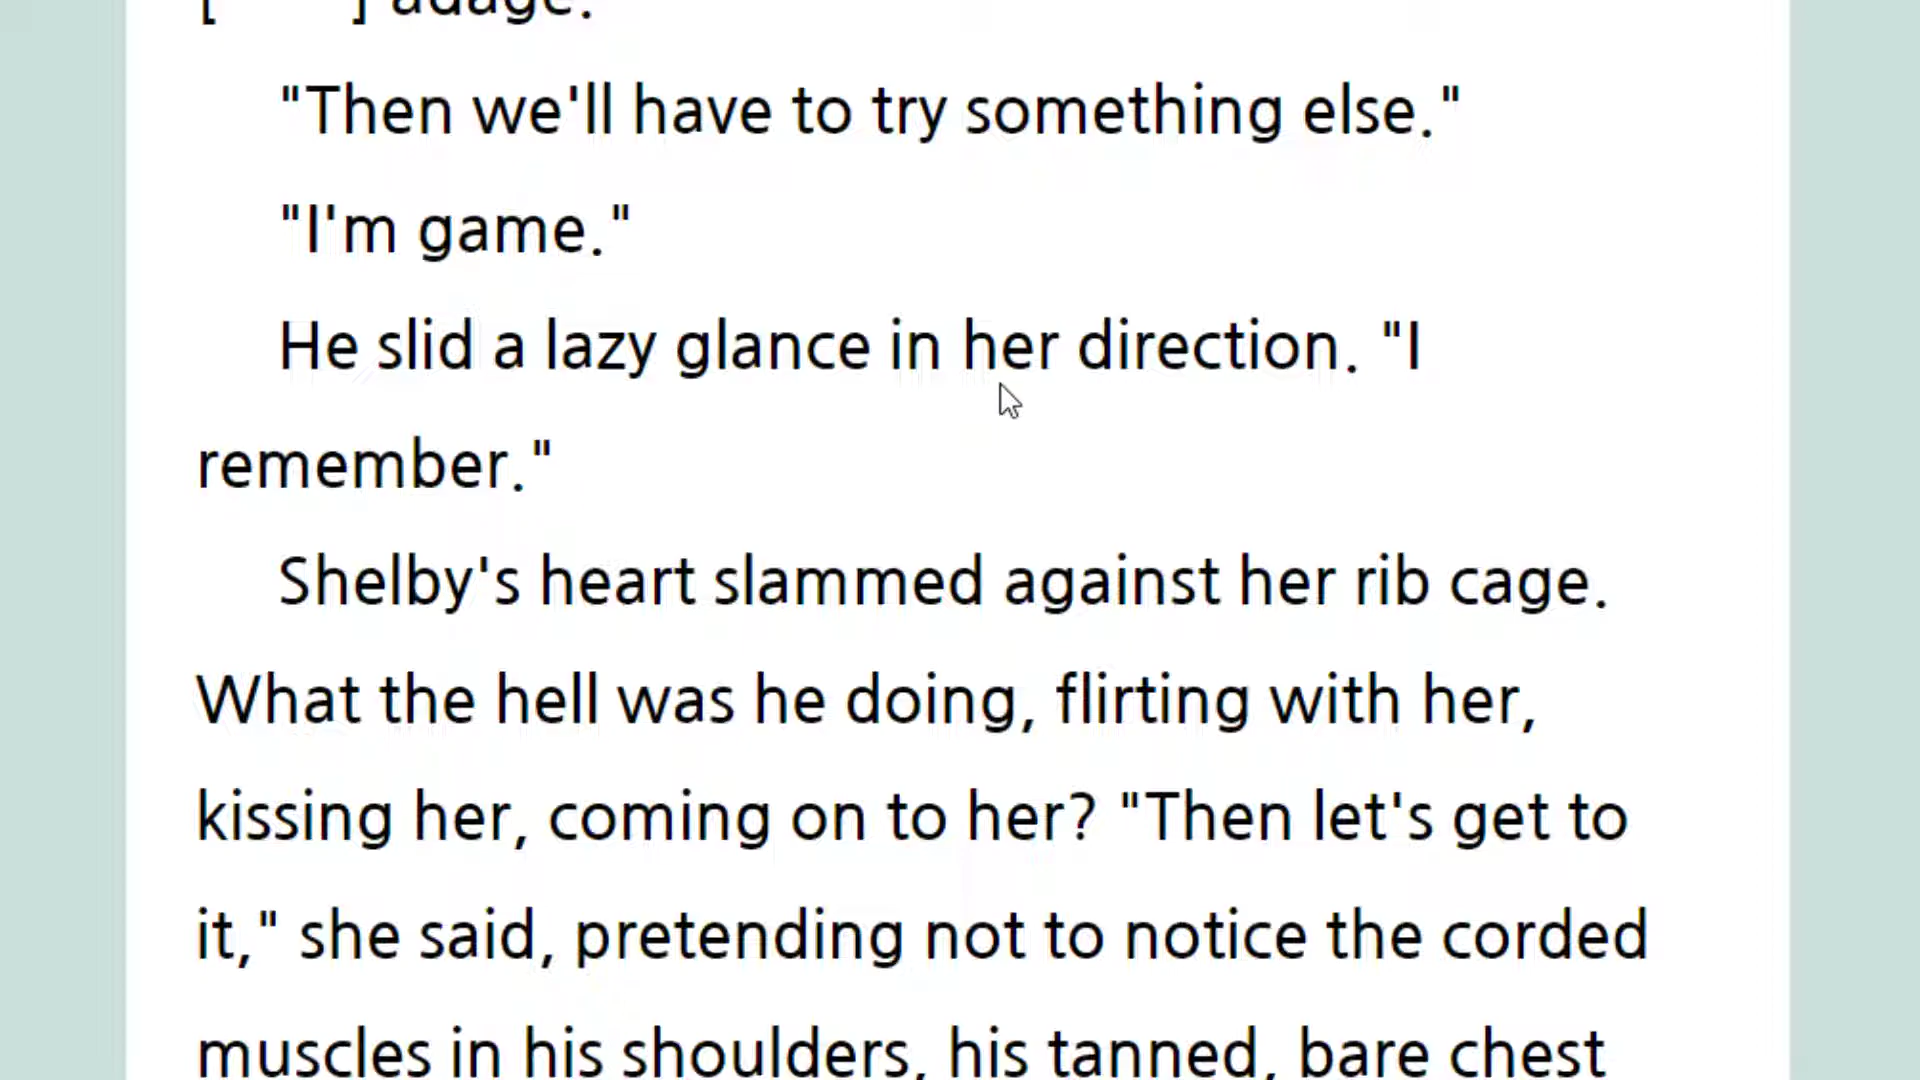 [ ] adage.
"Then we'll have to try something else."
"I'm game."
He slid a lazy glance in her direction. "I
remember."
Shelby's heart slammed against her rib cage.
What the hell was he doing, flirting with her,
kissing her, coming on to her? "Then let's get to
it," she said, pretending not to notice the corded
muscles in his shoulders, his tanned, bare chest